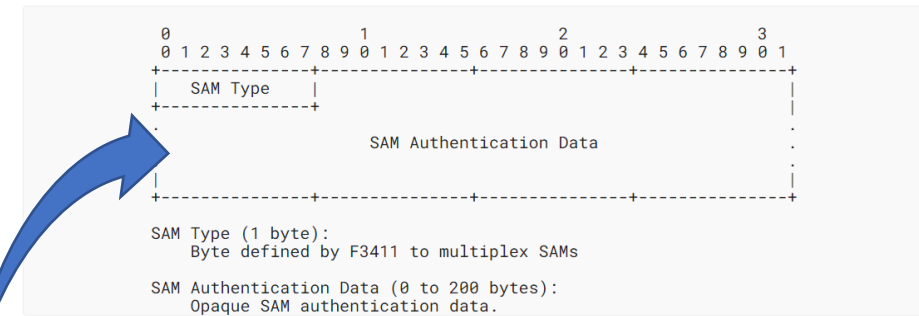 0                   1                   2                   3
0 1 2 3 4 5 6 7 8 9 0 1 2 3 4 5 6 7 8 9 0 1 2 3 4 5 6 7 8 9 0 1
+---------------+---------------+---------------+---------------+
|   SAM Type    |                                               |
+---------------+                                               |
.                                                               .
.                     SAM Authentication Data                   .
.                                                               .
|                                                               |
+---------------+---------------+---------------+---------------+
SAM Type (1 byte):
Byte defined by F3411 to multiplex SAMs
SAM Authentication Data (0 to 200 bytes):
Opaque SAM authentication data.